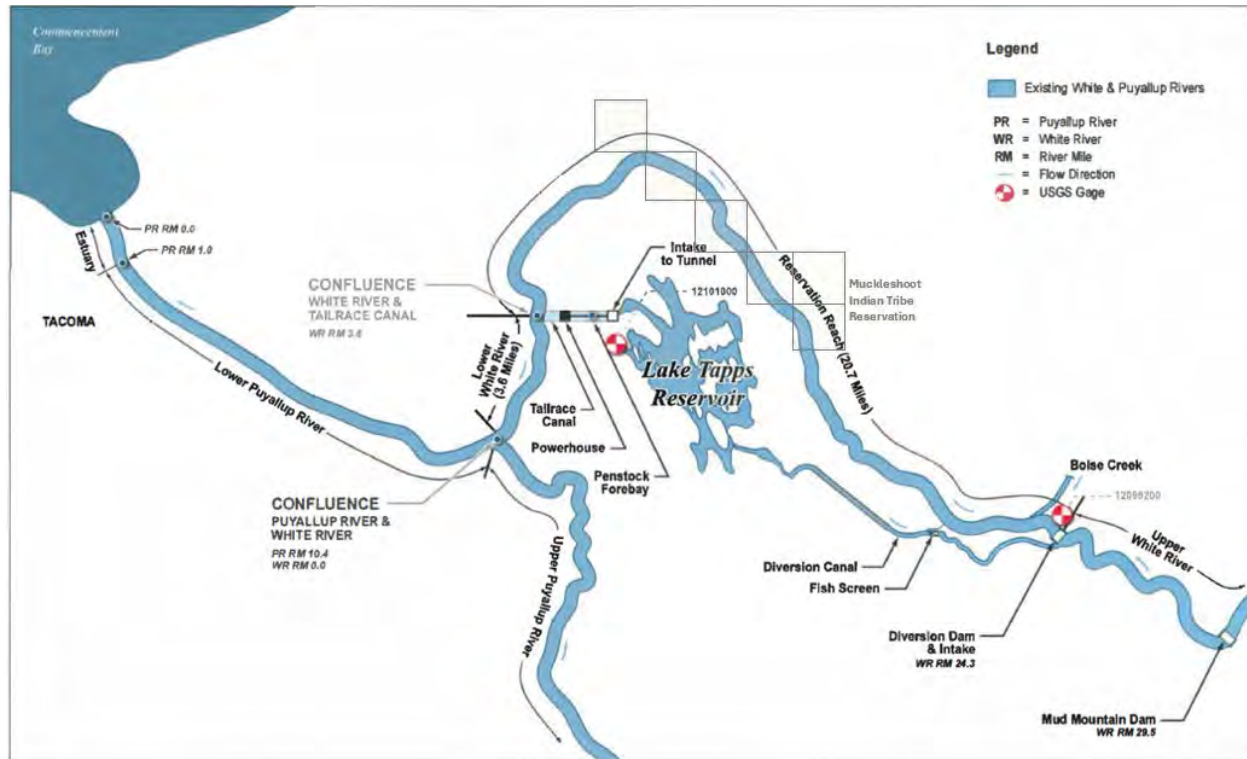 Commencement
Bay
Legend
Existing White & Puyallup Rivers
PR = Puyallup River
WR = White River
RM = River Mile
= Flow Direction
= USGS Gage
PR RM 0.0
PR RM 1.0
Estuary
TACOMA
Lower Puyallup River
CONFLUENCE
WHITE RIVER &
TAILRACE CANAL
WR RM 3.6
Lower
White River
(3.6 Miles)
Intake
to Tunnel
12101000
Lake Tapps
Reservoir
Tailrace
Canal
Powerhouse
Penstock
Forebay
Reservation Reach (20.7 Miles)
Muckleshoot
Indian Tribe
Reservation
CONFLUENCE
PUYALLUP RIVER &
WHITE RIVER
PR RM 10.4
WR RM 0.0
Upper Puyallup River
Boise Creek
Upper
White River
Diversion Canal
Fish Screen
Diversion Dam
& Intake
WR RM 24.3
Mud Mountain Dam
WR RM 29.5